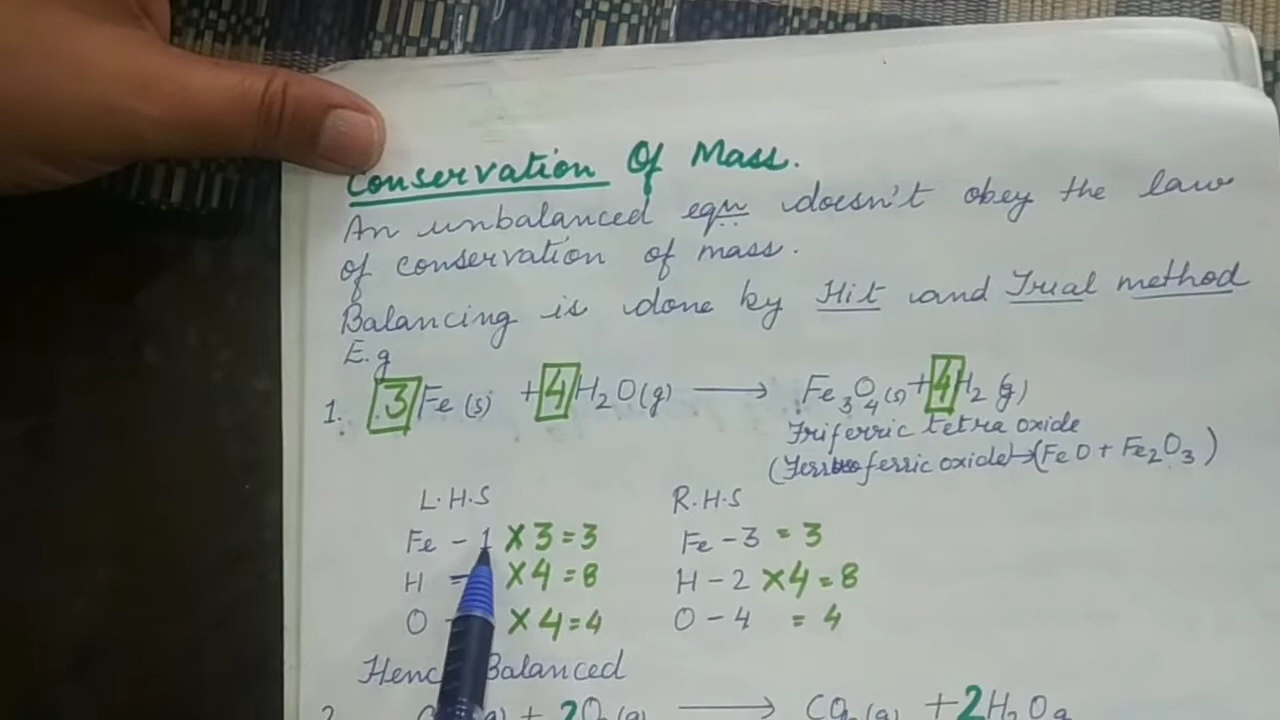 Conservation Of Mass.
An unbalanced eqn doesn't obey the law
of conservation of mass.
Balancing is done by Hit and Trial method
E.g
1. 3 Fe (s) + 4 H2O(g) → Fe3O4(s) + 4 H2 (g)
Triferric tetra oxide
(ferric oxide → (FeO + Fe2O3)
L.H.S R.H.S
Fe - 1 × 3 = 3 Fe - 3 = 3
H - × 4 = 8 H - 2 × 4 = 8
O - × 4 = 4 O - 4 = 4
Balanced
2. + 2O2(g) → CO2(g) + 2H2O